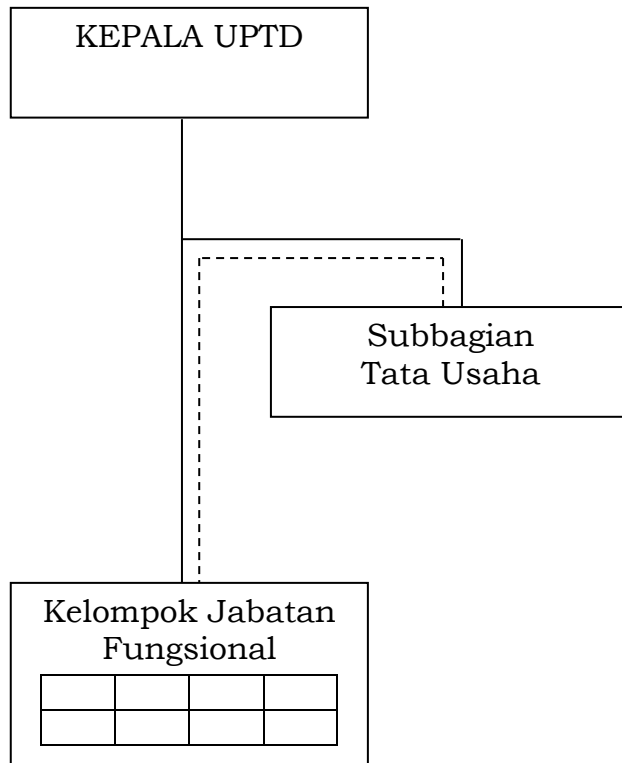 KEPALA UPTD
Subbagian
Tata Usaha
Kelompok Jabatan
Fungsional